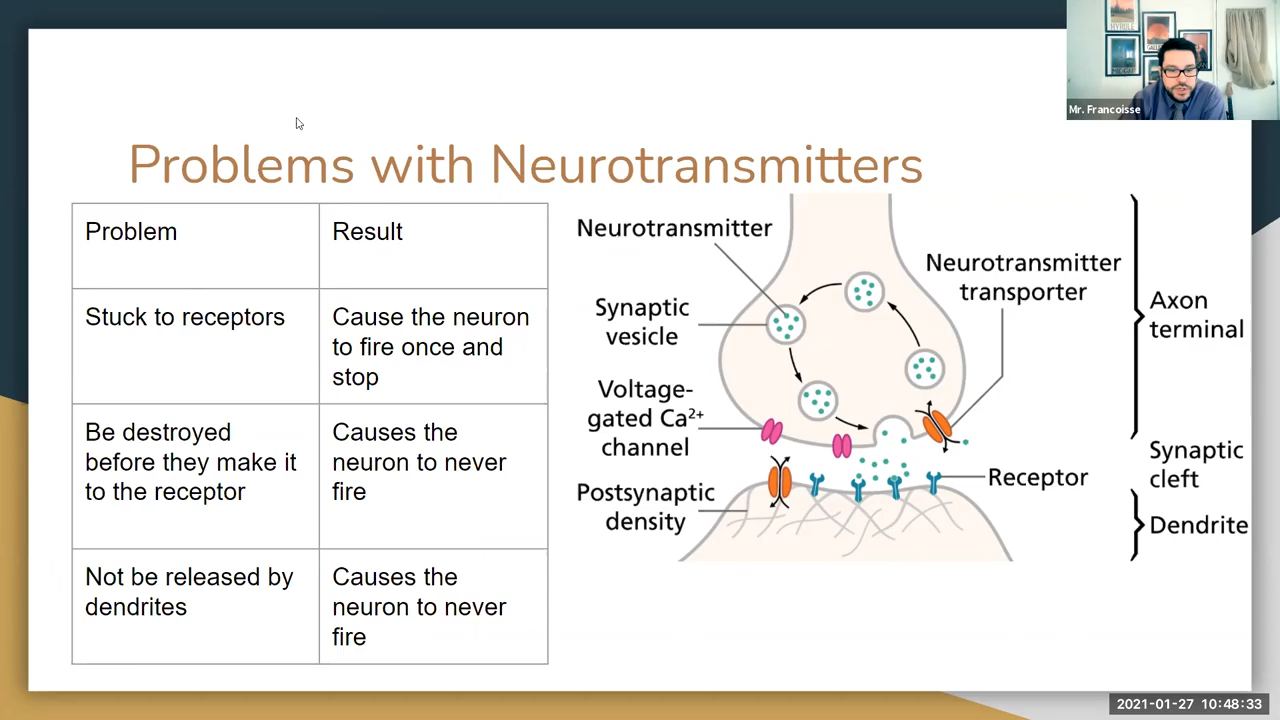 Mr. Francoisse
Problems with Neurotransmitters
Problem
Result
Stuck to receptors
Cause the neuron
to fire once and
stop
Be destroyed
before they make it
to the receptor
Causes the
neuron to never
fire
Not be released by
dendrites
Causes the
neuron to never
fire
Neurotransmitter
Synaptic
vesicle
Voltage-
gated Ca²⁺
channel
Postsynaptic
density
Neurotransmitter
transporter
Receptor
Axon
terminal
Synaptic
cleft
Dendrite
2021-01-27 10:48:33